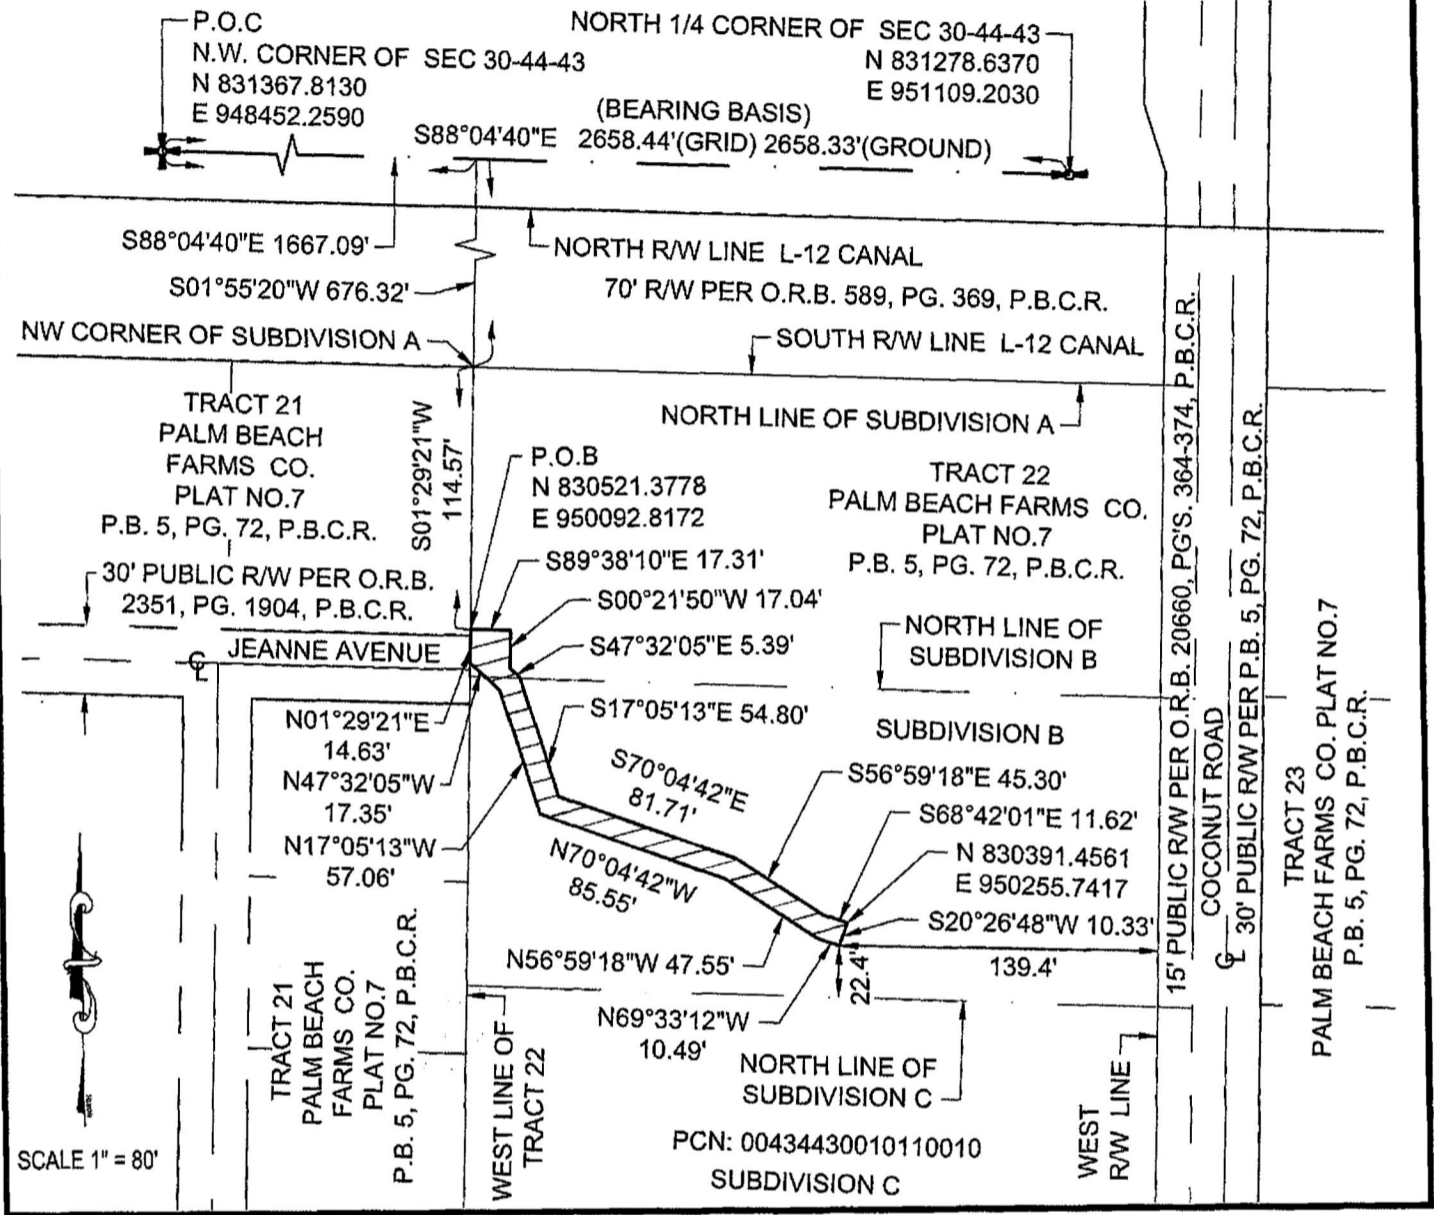 P.O.C
N.W. CORNER OF SEC 30-44-43
N 831367.8130
E 948452.2590
NORTH 1/4 CORNER OF SEC 30-44-43
N 831278.6370
E 951109.2030
(BEARING BASIS)
S88°04'40"E 2658.44'(GRID) 2658.33'(GROUND)
S88°04'40"E 1667.09'
NORTH R/W LINE L-12 CANAL
S01°55'20"W 676.32'
70' R/W PER O.R.B. 589, PG. 369, P.B.C.R.
NW CORNER OF SUBDIVISION A
SOUTH R/W LINE L-12 CANAL
TRACT 21
PALM BEACH
FARMS CO.
PLAT NO.7
P.B. 5, PG. 72, P.B.C.R.
S01°29'21"W
114.57'
NORTH LINE OF SUBDIVISION A
P.O.B
N 830521.3778
E 950092.8172
TRACT 22
PALM BEACH FARMS CO.
PLAT NO.7
P.B. 5, PG. 72, P.B.C.R.
S89°38'10"E 17.31'
30' PUBLIC R/W PER O.R.B.
2351, PG. 1904, P.B.C.R.
S00°21'50"W 17.04'
JEANNE AVENUE
S47°32'05"E 5.39'
NORTH LINE OF
SUBDIVISION B
CL
N01°29'21"E
14.63'
S17°05'13"E 54.80'
SUBDIVISION B
N47°32'05"W
17.35'
S70°04'42"E
81.71'
S56°59'18"E 45.30'
S68°42'01"E 11.62'
N17°05'13"W
57.06'
N70°04'42"W
85.55'
N 830391.4561
E 950255.7417
S20°26'48"W 10.33'
N56°59'18"W 47.55'
22.4'
139.4'
N69°33'12"W
10.49'
TRACT 21
PALM BEACH
FARMS CO.
PLAT NO.7
P.B. 5, PG. 72, P.B.C.R.
WEST LINE OF
TRACT 22
NORTH LINE OF
SUBDIVISION C
WEST
R/W LINE
15' PUBLIC R/W PER O.R.B. 20660, PG'S. 364-374, P.B.C.R.
COCONUT ROAD
CL
30' PUBLIC R/W PER P.B. 5, PG. 72, P.B.C.R.
TRACT 23
PALM BEACH FARMS CO. PLAT NO.7
P.B. 5, PG. 72, P.B.C.R.
NORTH
SCALE 1" = 80'
PCN: 00434430010110010
SUBDIVISION C